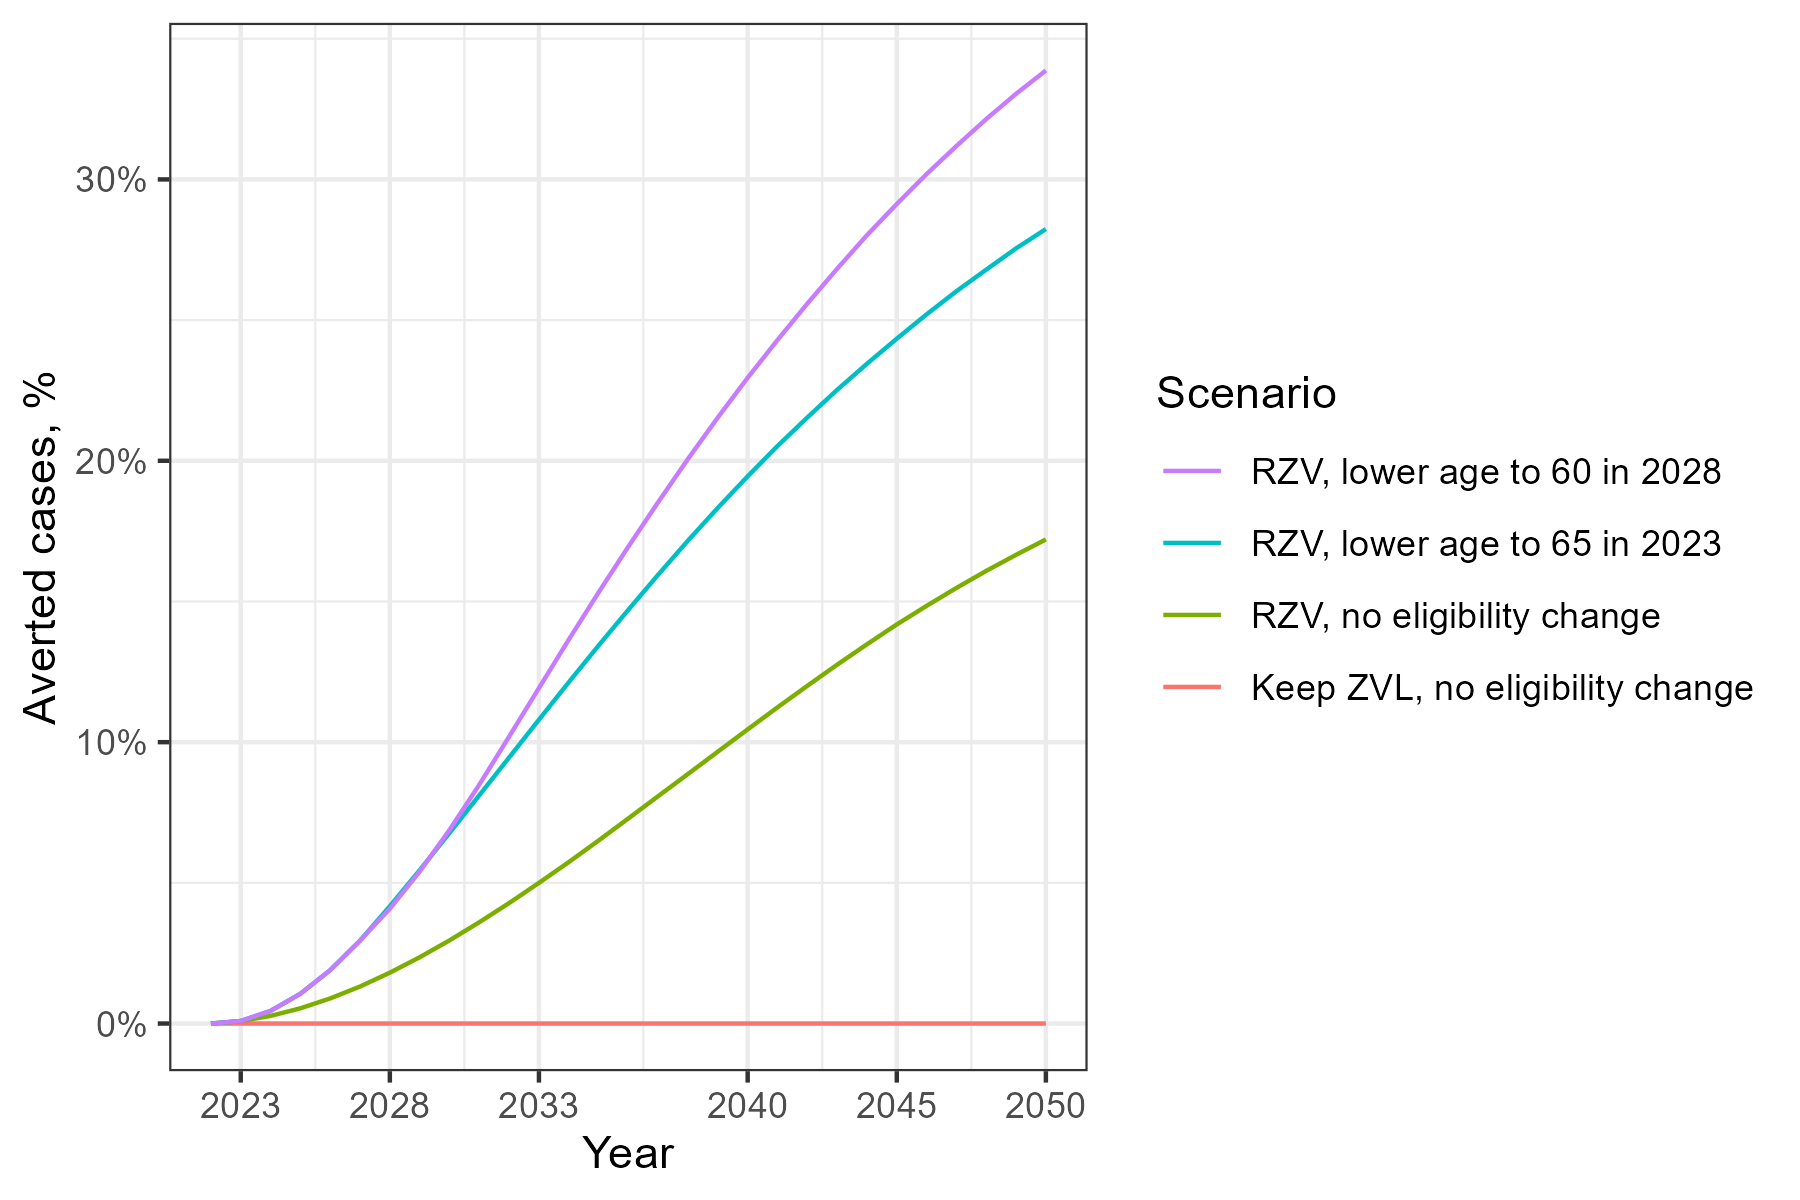 Averted cases, %
30%
20%
10%
0%
2023
2028
2033
2040
2045
2050
Year
Scenario
RZV, lower age to 60 in 2028
RZV, lower age to 65 in 2023
RZV, no eligibility change
Keep ZVL, no eligibility change